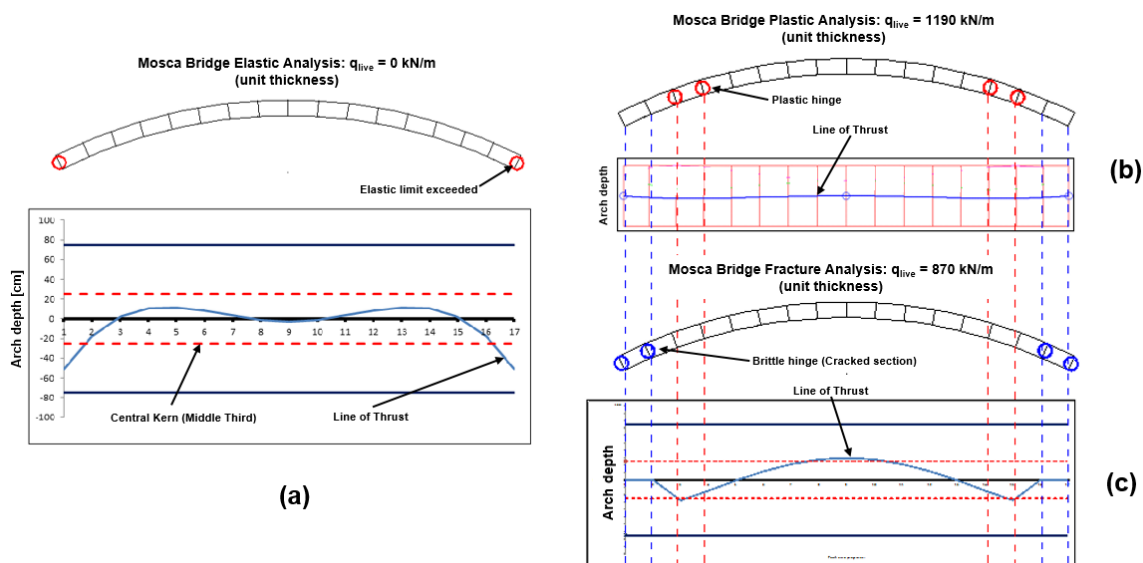 Mosca Bridge Elastic Analysis: qlive = 0 kN/m
(unit thickness)
Elastic limit exceeded
Arch depth [cm]
100
80
60
40
20
0
-20
-40
-60
-80
-100
1 2 3 4 5 6 7 8 9 10 11 12 13 14 15 16 17
Central Kern (Middle Third)
Line of Thrust
(a)
Mosca Bridge Plastic Analysis: qlive = 1190 kN/m
(unit thickness)
Plastic hinge
Line of Thrust
Arch depth
(b)
Mosca Bridge Fracture Analysis: qlive = 870 kN/m
(unit thickness)
Brittle hinge (Cracked section)
Line of Thrust
Arch depth
(c)